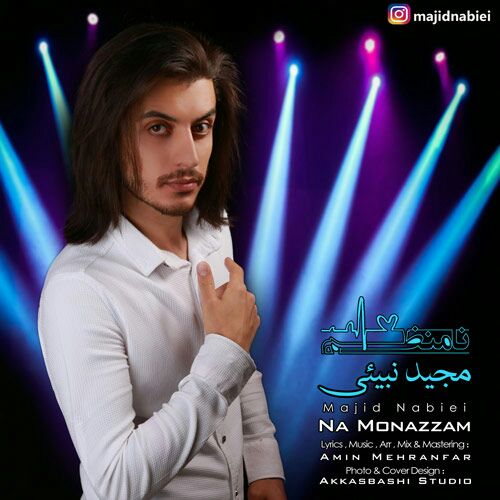 majidnabiei
نامنظم
مجید نبیئی
Majid Nabiei
Na Monazzam
Lyrics , Music , Arr , Mix & Mastering :
Amin Mehranfar
Photo & Cover Design :
Akkasbashi Studio